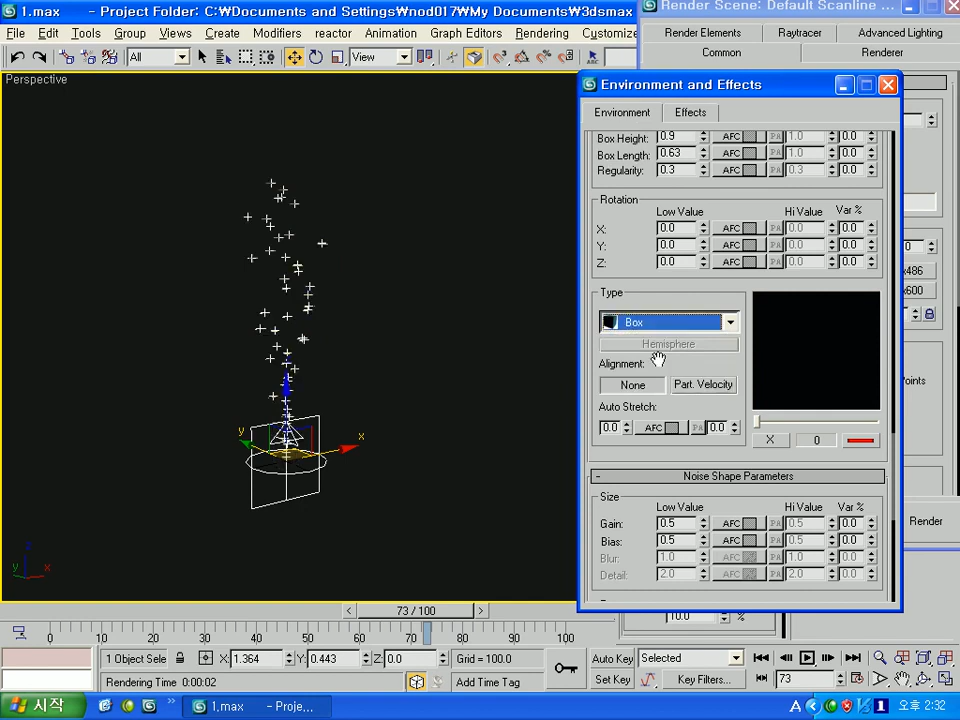 1.max - Project Folder: C:₩Documents and Settings₩nod017₩My Documents₩3dsmax
Render Scene: Default Scanline ...
File Edit Tools Group Views Create Modifiers reactor Animation Graph Editors Rendering Customize
Render Elements Raytracer Advanced Lighting
Common Renderer
All View
Perspective
Environment and Effects
Environment Effects
Box Height: 0.9 AFC PA 1.0 0.0
Box Length: 0.63 AFC PA 1.0 0.0
Regularity: 0.3 AFC PA 0.3 0.0
Rotation
Low Value Hi Value Var %
X: 0.0 AFC PA 0.0 0.0
Y: 0.0 AFC PA 0.0 0.0
Z: 0.0 AFC PA 0.0 0.0
Type
Box
Hemisphere
Alignment:
None Part. Velocity
Auto Stretch:
0.0 AFC PA 0.0
X 0
- Noise Shape Parameters
Size
Low Value Hi Value Var %
Gain: 0.5 AFC PA 0.5 0.0
Bias: 0.5 AFC PA 0.5 0.0
Blur: 1.0 AFC PA 1.0 0.0
Detail: 2.0 AFC PA 2.0 0.0
x486
x600
Points
Render
10.0 %
y x
z
y x
< 73 / 100 >
0 10 20 30 40 50 60 70 80 90 100
1 Object Sele X: 1.364 Y: 0.443 Z: 0.0 Grid = 100.0 Auto Key Selected
Rendering Time 0:00:02 Add Time Tag Set Key Key Filters... 73
시작 1.max - Proje... A 오후 2:32